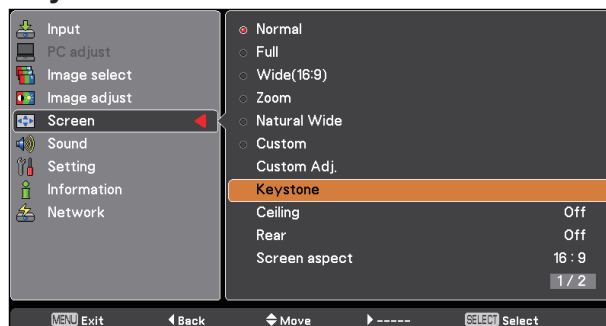 Input
PC adjust
Image select
Image adjust
Screen
Sound
Setting
Information
Network
Normal
Full
Wide(16:9)
Zoom
Natural Wide
Custom
Custom Adj.
Keystone
Ceiling Off
Rear Off
Screen aspect 16 : 9
1 / 2
MENU Exit Back Move ----- SELECT Select